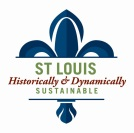 ST LOUIS
Historically & Dynamically
SUSTAINABLE